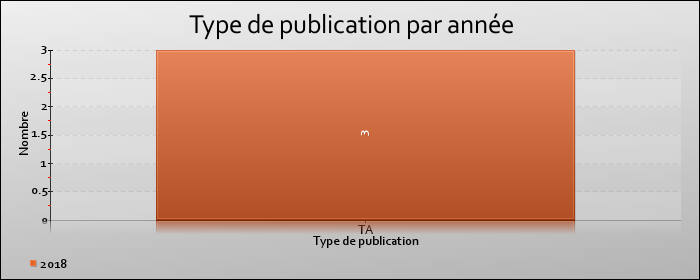 Type de publication par année
Nombre
3
2.5
2
1.5
1
0.5
0
3
TA
Type de publication
2018